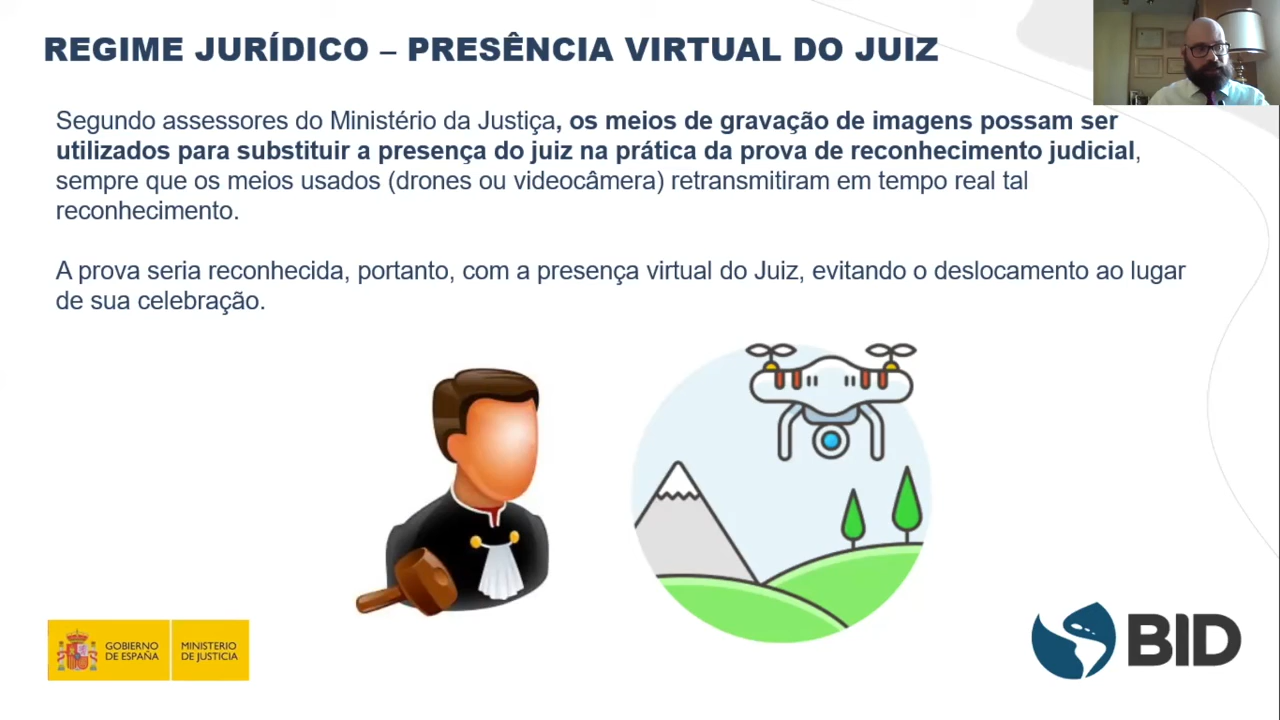 REGIME JURÍDICO – PRESÊNCIA VIRTUAL DO JUIZ
Segundo assessores do Ministério da Justiça, os meios de gravação de imagens possam ser
utilizados para substituir a presença do juiz na prática da prova de reconhecimento judicial,
sempre que os meios usados (drones ou videocâmera) retransmitiram em tempo real tal
reconhecimento.
A prova seria reconhecida, portanto, com a presença virtual do Juiz, evitando o deslocamento ao lugar
de sua celebração.
GOBIERNO
DE ESPAÑA
MINISTERIO
DE JUSTICIA
BID